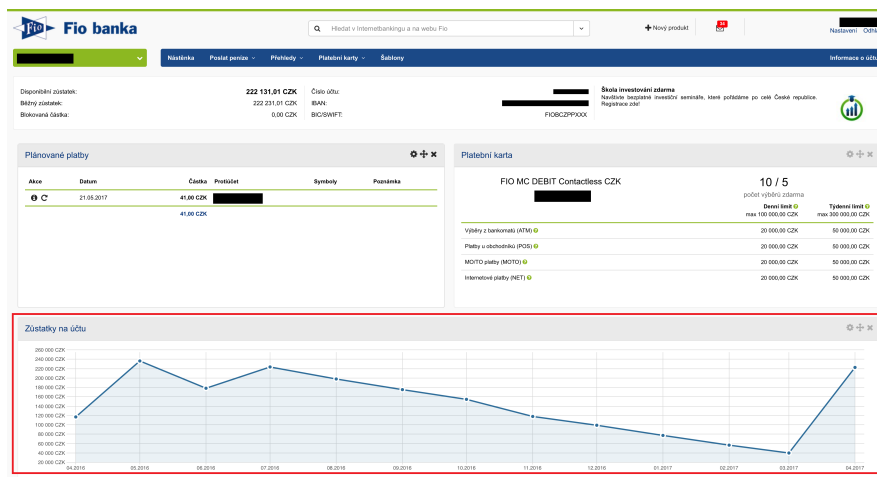 Fio Fio banka
Hledat v Internetbankingu a na webu Fio
Nový produkt
Nastavení Odhlá
Nástěnka Poslat peníze Přehledy Platební karty Šablony Informace o účtu
Disponibilní zůstatek: 222 131,01 CZK Číslo účtu:
Běžný zůstatek: 222 231,01 CZK IBAN:
Blokovaná částka: 0,00 CZK BIC/SWIFT: FIOBCZPPXXX
Škola investování zdarma
Navštivte bezplatné investiční semináře, které pořádáme po celé České republice.
Registrace zde!
Plánované platby
Akce Datum Částka Protiúčet Symboly Poznámka
21.05.2017 41,00 CZK
41,00 CZK
Platební karta
FIO MC DEBIT Contactless CZK 10 / 5
počet výběrů zdarma
Denní limit Týdenní limit
max 100 000,00 CZK max 300 000,00 CZK
Výběry z bankomatů (ATM) 20 000,00 CZK 50 000,00 CZK
Platby u obchodníků (POS) 20 000,00 CZK 50 000,00 CZK
MO/TO platby (MOTO) 20 000,00 CZK 50 000,00 CZK
Internetové platby (NET) 20 000,00 CZK 50 000,00 CZK
Zůstatky na účtu
260 000 CZK
240 000 CZK
220 000 CZK
200 000 CZK
180 000 CZK
160 000 CZK
140 000 CZK
120 000 CZK
100 000 CZK
80 000 CZK
60 000 CZK
40 000 CZK
20 000 CZK
04.2016 05.2016 06.2016 07.2016 08.2016 09.2016 10.2016 11.2016 12.2016 01.2017 02.2017 03.2017 04.2017